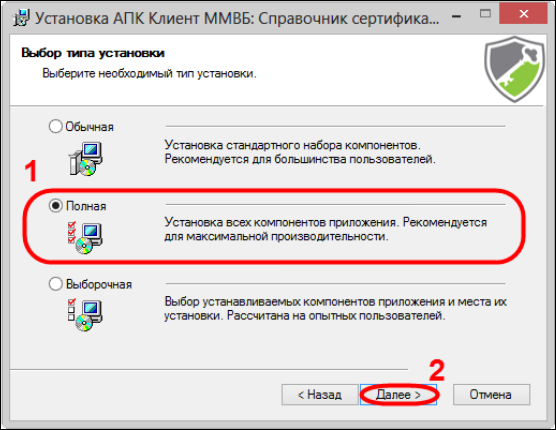 Установка АПК Клиент ММВБ: Справочник сертифика...
Выбор типа установки
Выберите необходимый тип установки.
Обычная
Установка стандартного набора компонентов.
Рекомендуется для большинства пользователей.
1
Полная
Установка всех компонентов приложения. Рекомендуется
для максимальной производительности.
Выборочная
Выбор устанавливаемых компонентов приложения и места их
установки. Рассчитана на опытных пользователей.
2
< Назад
Далее >
Отмена